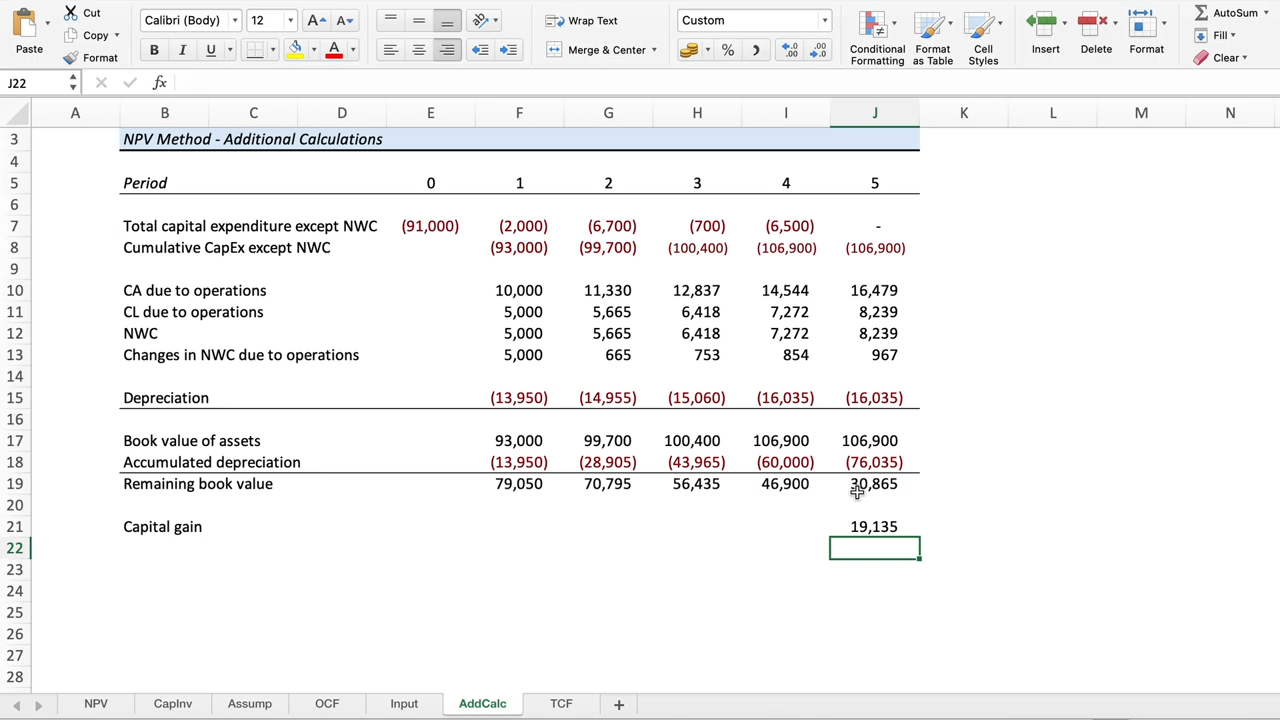 Cut
Copy
Format
Paste
Calibri (Body) 12 A A
B I U A
Wrap Text
Merge & Center
Custom
%
Conditional Formatting
Format as Table
Cell Styles
Insert
Delete
Format
AutoSum
Fill
Clear
J22 fx
A B C D E F G H I J K L M N
3 NPV Method - Additional Calculations
4
5 Period 0 1 2 3 4 5
6
7 Total capital expenditure except NWC (91,000) (2,000) (6,700) (700) (6,500) -
8 Cumulative CapEx except NWC (93,000) (99,700) (100,400) (106,900) (106,900)
9
10 CA due to operations 10,000 11,330 12,837 14,544 16,479
11 CL due to operations 5,000 5,665 6,418 7,272 8,239
12 NWC 5,000 5,665 6,418 7,272 8,239
13 Changes in NWC due to operations 5,000 665 753 854 967
14
15 Depreciation (13,950) (14,955) (15,060) (16,035) (16,035)
16
17 Book value of assets 93,000 99,700 100,400 106,900 106,900
18 Accumulated depreciation (13,950) (28,905) (43,965) (60,000) (76,035)
19 Remaining book value 79,050 70,795 56,435 46,900 30,865
20
21 Capital gain 19,135
22
23
24
25
26
27
28
NPV CapInv Assump OCF Input AddCalc TCF +